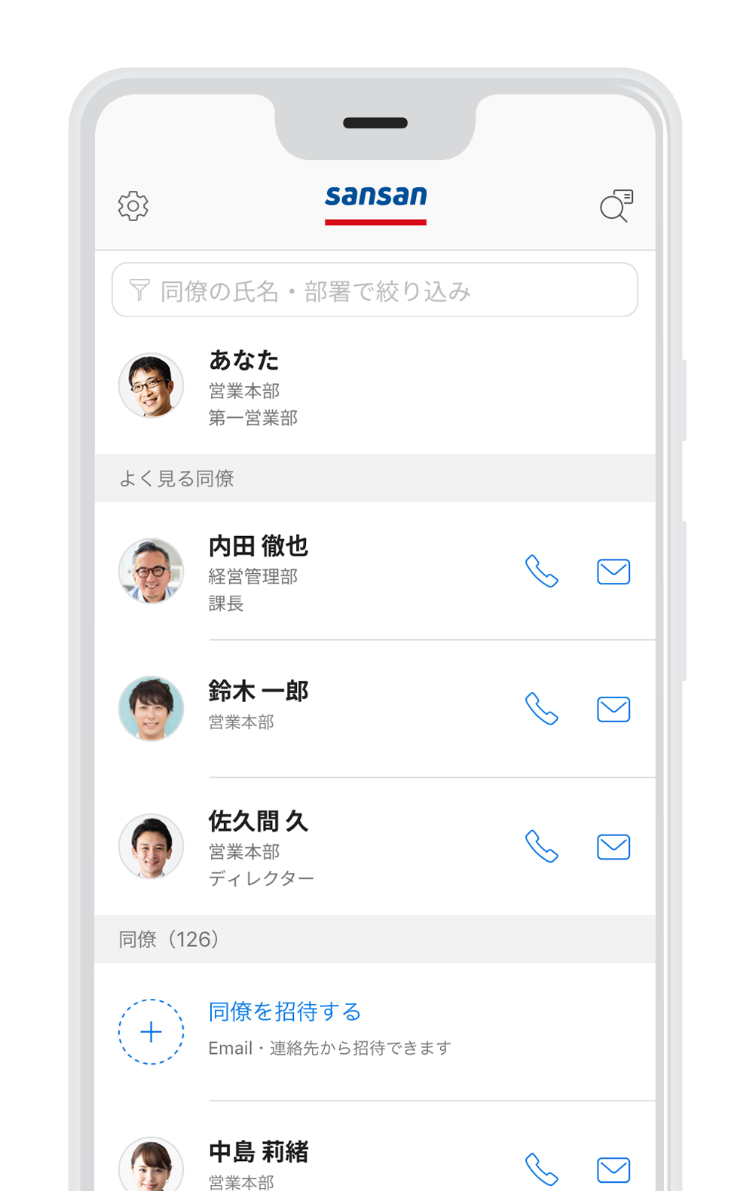 sansan
同僚の氏名・部署で絞り込み
あなた
営業本部
第一営業部
よく見る同僚
内田 徹也
経営管理部
課長
鈴木 一郎
営業本部
佐久間 久
営業本部
ディレクター
同僚（126）
同僚を招待する
Email・連絡先から招待できます
中島 莉緒
営業本部